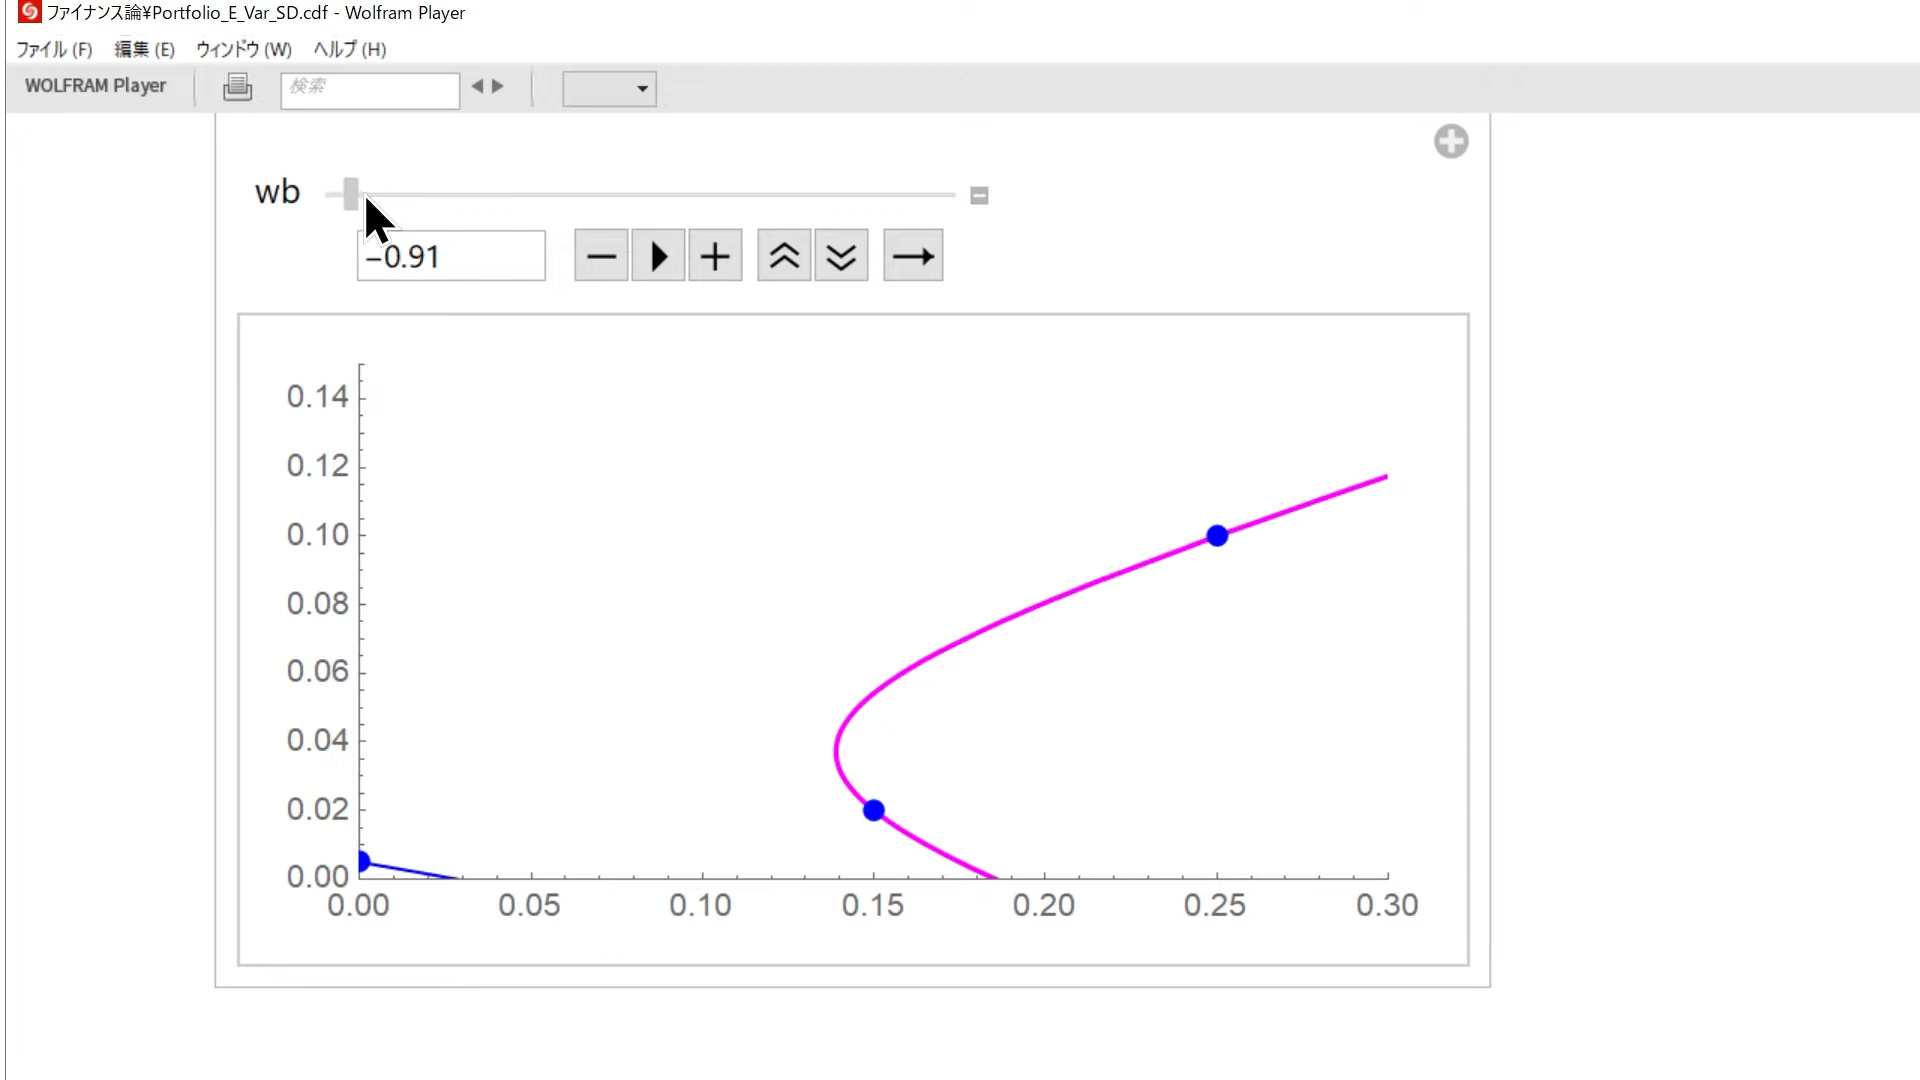 ファイナンス論¥Portfolio_E_Var_SD.cdf - Wolfram Player
ファイル (F) 編集 (E) ウィンドウ (W) ヘルプ (H)
WOLFRAM Player 検索
wb
−0.91
0.14
0.12
0.10
0.08
0.06
0.04
0.02
0.00
0.00 0.05 0.10 0.15 0.20 0.25 0.30